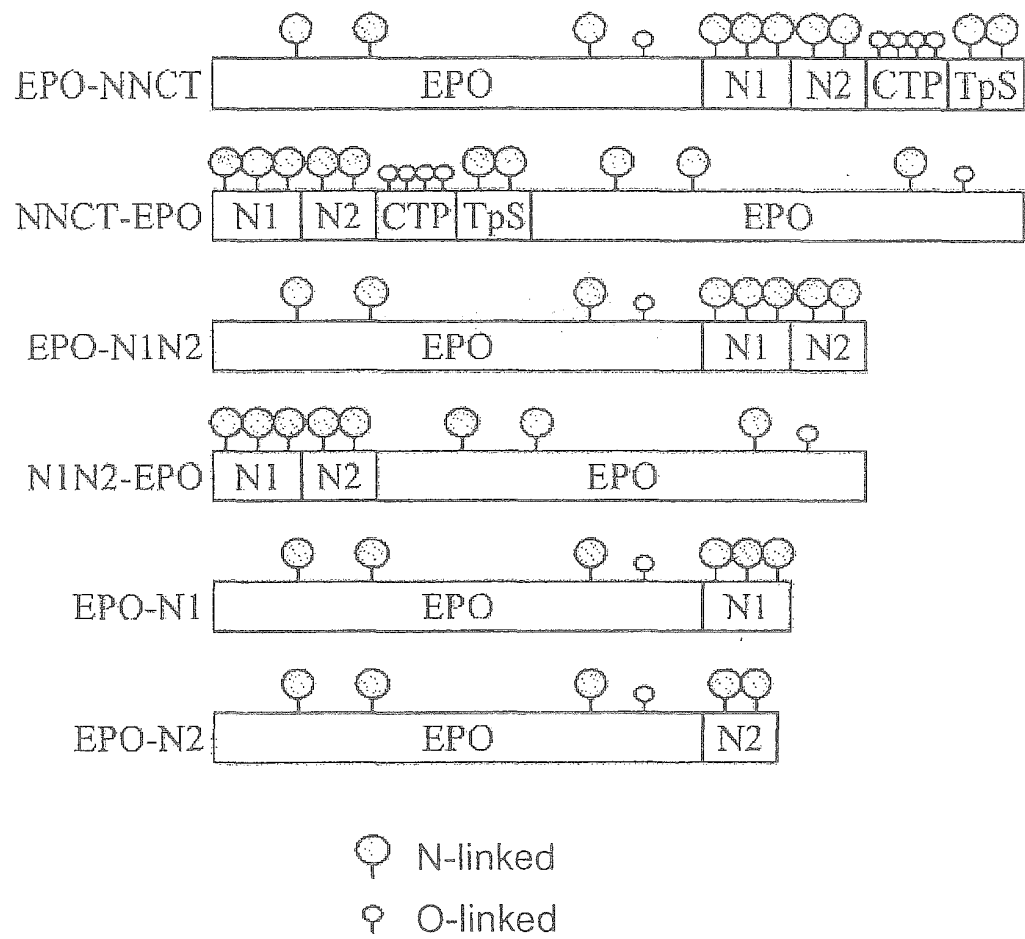 EPO-NNCT EPO N1 N2 CTP TpS
NNCT-EPO N1 N2 CTP TpS EPO
EPO-N1N2 EPO N1 N2
N1N2-EPO N1 N2 EPO
EPO-N1 EPO N1
EPO-N2 EPO N2
N-linked
O-linked